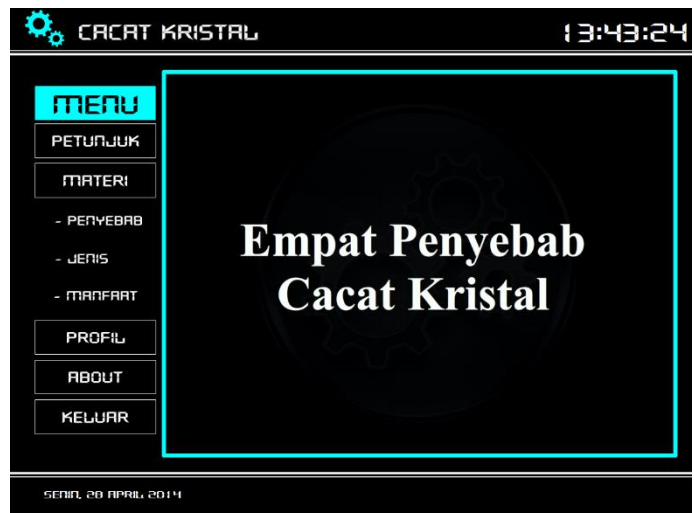 CACAT KRISTAL
13:43:24
MENU
PETUNJUK
MATERI
- PENYEBAB
- JENIS
- MANFAAT
PROFIL
ABOUT
KELUAR
Empat Penyebab
Cacat Kristal
SENIN, 28 APRIL 2014